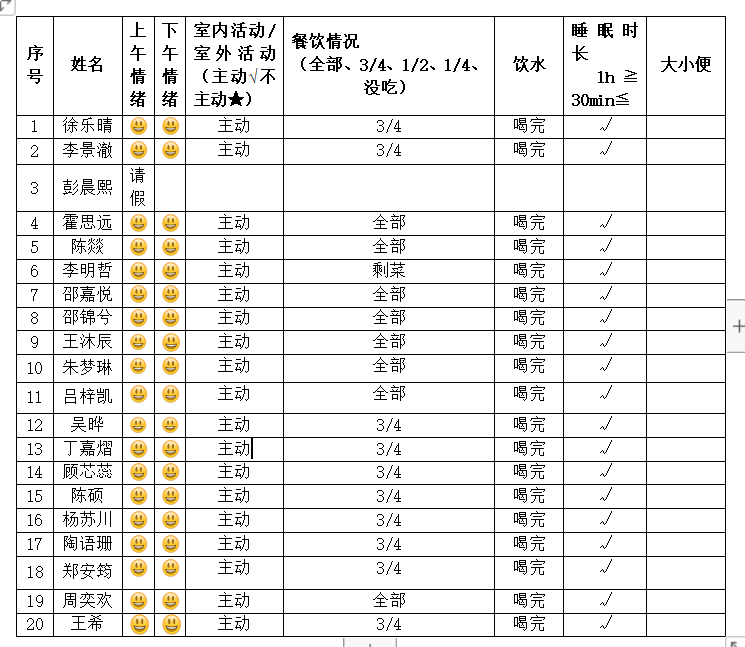 序号 姓名 上午情绪 下午情绪 室内活动/室外活动（主动√不主动★） 餐饮情况（全部、3/4、1/2、1/4、没吃） 饮水 睡眠时长 1h≧ 30min≦ 大小便
1 徐乐晴 😃 😃 主动 3/4 喝完 √
2 李景澈 😃 😃 主动 3/4 喝完 √
3 彭晨熙 请假
4 霍思远 😃 😃 主动 全部 喝完 √
5 陈燚 😃 😃 主动 全部 喝完 √
6 李明哲 😃 😃 主动 剩菜 喝完 √
7 邵嘉悦 😃 😃 主动 全部 喝完 √
8 邵锦兮 😃 😃 主动 全部 喝完 √
9 王沐辰 😃 😃 主动 全部 喝完 √
10 朱梦琳 😃 😃 主动 全部 喝完 √
11 吕梓凯 😃 😃 主动 全部 喝完 √
12 吴晔 😃 😃 主动 3/4 喝完 √
13 丁嘉熠 😃 😃 主动 3/4 喝完 √
14 顾芯蕊 😃 😃 主动 3/4 喝完 √
15 陈硕 😃 😃 主动 3/4 喝完 √
16 杨苏川 😃 😃 主动 3/4 喝完 √
17 陶语珊 😃 😃 主动 3/4 喝完 √
18 郑安筠 😃 😃 主动 3/4 喝完 √
19 周奕欢 😃 😃 主动 全部 喝完 √
20 王希 😃 😃 主动 3/4 喝完 √